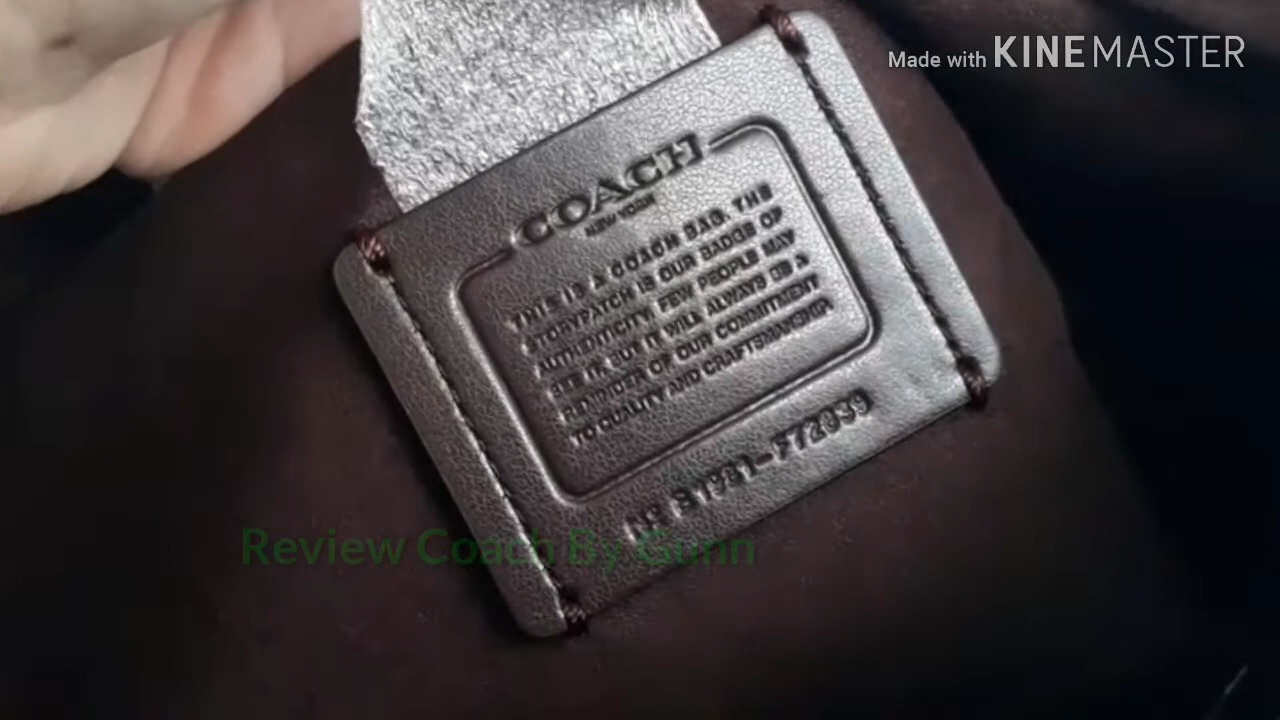 Made with KINEMASTER
COACH
NEW YORK
THIS IS A COACH BAG. THE
STORYPATCH IS OUR BADGE OF
AUTHENTICITY. FEW PEOPLE MAY
SEE IT, BUT IT WILL ALWAYS BE A
REMINDER OF OUR COMMITMENT
TO QUALITY AND CRAFTSMANSHIP.
B1981-F72839
Review Coach By Gunn